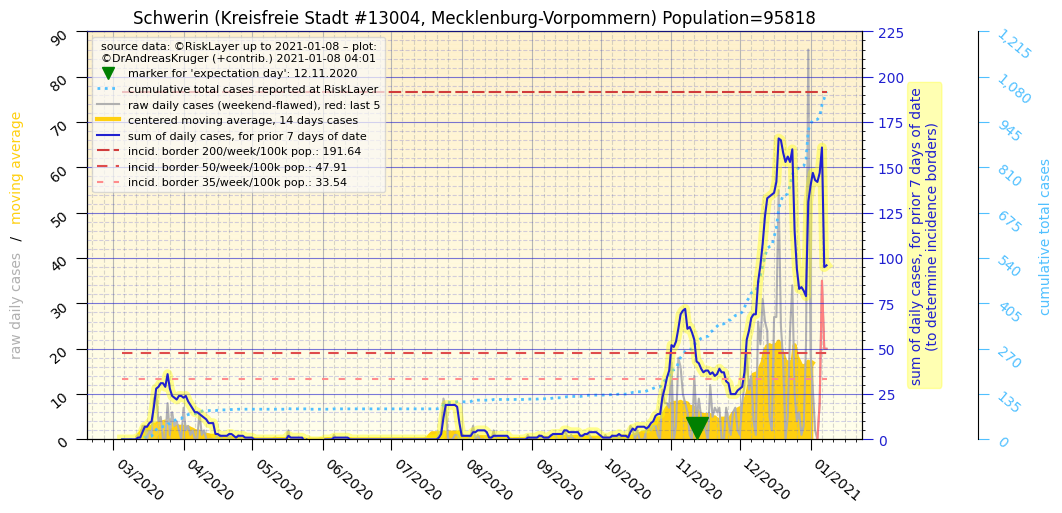 Schwerin (Kreisfreie Stadt #13004, Mecklenburg-Vorpommern) Population=95818
source data: ©RiskLayer up to 2021-01-08 – plot:
©DrAndreasKruger (+contrib.) 2021-01-08 04:01
marker for 'expectation day': 12.11.2020
cumulative total cases reported at RiskLayer
raw daily cases (weekend-flawed), red: last 5
centered moving average, 14 days cases
sum of daily cases, for prior 7 days of date
incid. border 200/week/100k pop.: 191.64
incid. border 50/week/100k pop.: 47.91
incid. border 35/week/100k pop.: 33.54
raw daily cases / moving average
90
80
70
60
50
40
30
20
10
0
03/2020
04/2020
05/2020
06/2020
07/2020
08/2020
09/2020
10/2020
11/2020
12/2020
01/2021
225
200
175
150
125
100
75
50
25
0
sum of daily cases, for prior 7 days of date
(to determine incidence borders)
1,215
1,080
945
810
675
540
405
270
135
0
cumulative total cases